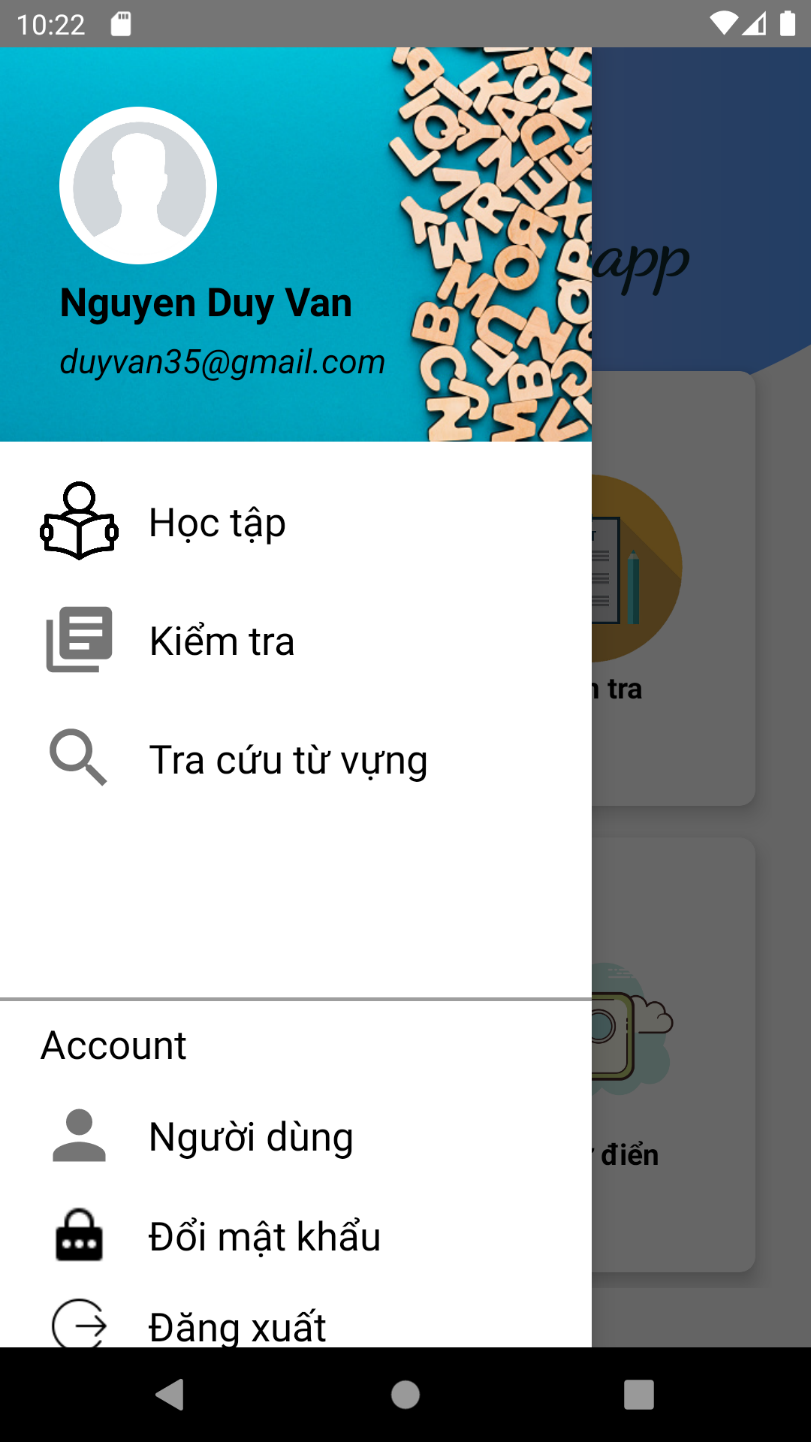 10:22
app
Nguyen Duy Van
duyvan35@gmail.com
Học tập
Kiểm tra
tra
Tra cứu từ vựng
Account
Người dùng
điển
Đổi mật khẩu
Đăng xuất